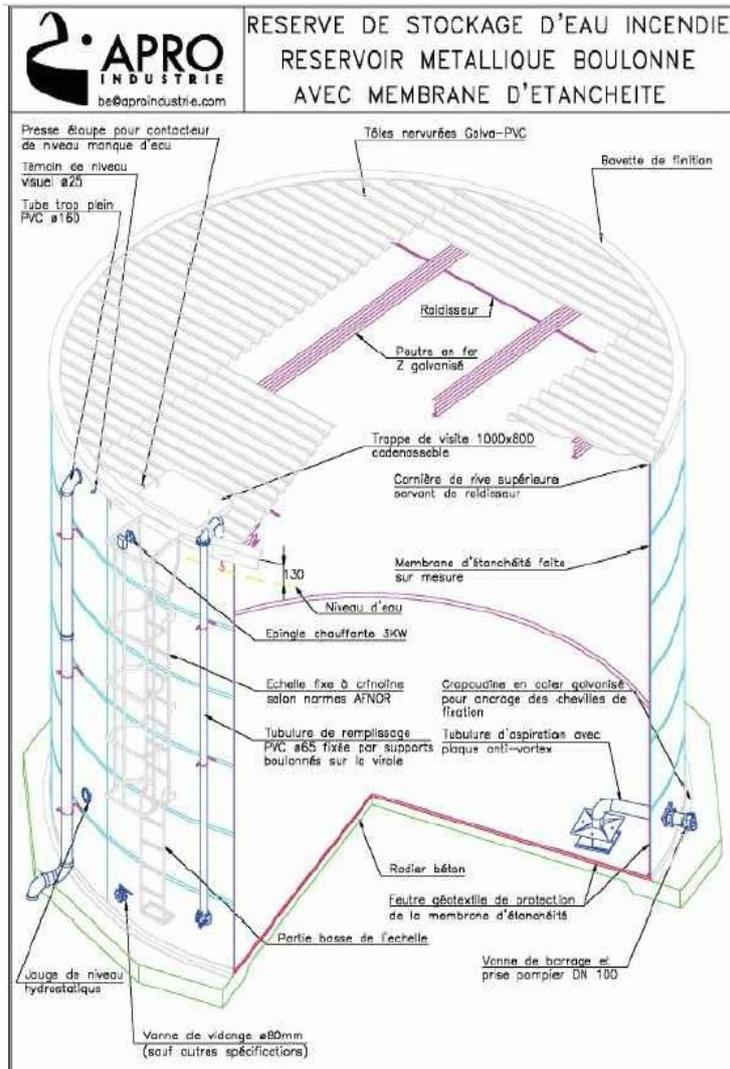 APRO
INDUSTRIE
be@aproindustrie.com
RESERVE DE STOCKAGE D'EAU INCENDIE
RESERVOIR METALLIQUE BOULONNE
AVEC MEMBRANE D'ETANCHEITE
Presse étoupe pour contacteur
de niveau manque d'eau
Témoin de niveau
visuel ø25
Tube trop plein
PVC ø160
Tôles nervurées Galva-PVC
Bavette de finition
Raidisseur
Poutre en fer
Z galvanisé
Trappe de visite 1000x800
cadenassable
Cornière de rive supérieure
servant de raidisseur
130
Membrane d'étanchéité faite
sur mesure
Niveau d'eau
Epingle chauffante 3KW
Echelle fixe à crinoline
selon normes AFNOR
Crapaudine en acier galvanisé
pour ancrage des chevilles de
fixation
Tubulure de remplissage
PVC ø65 fixée par supports
boulonnés sur la virole
Tubulure d'aspiration avec
plaque anti-vortex
Radier béton
Feutre géotextile de protection
de la membrane d'étanchéité
Partie basse de l'echelle
Vanne de barrage et
prise pompier DN 100
Jauge de niveau
hydrostatique
Vanne de vidange ø80mm
(sauf autres spécifications)